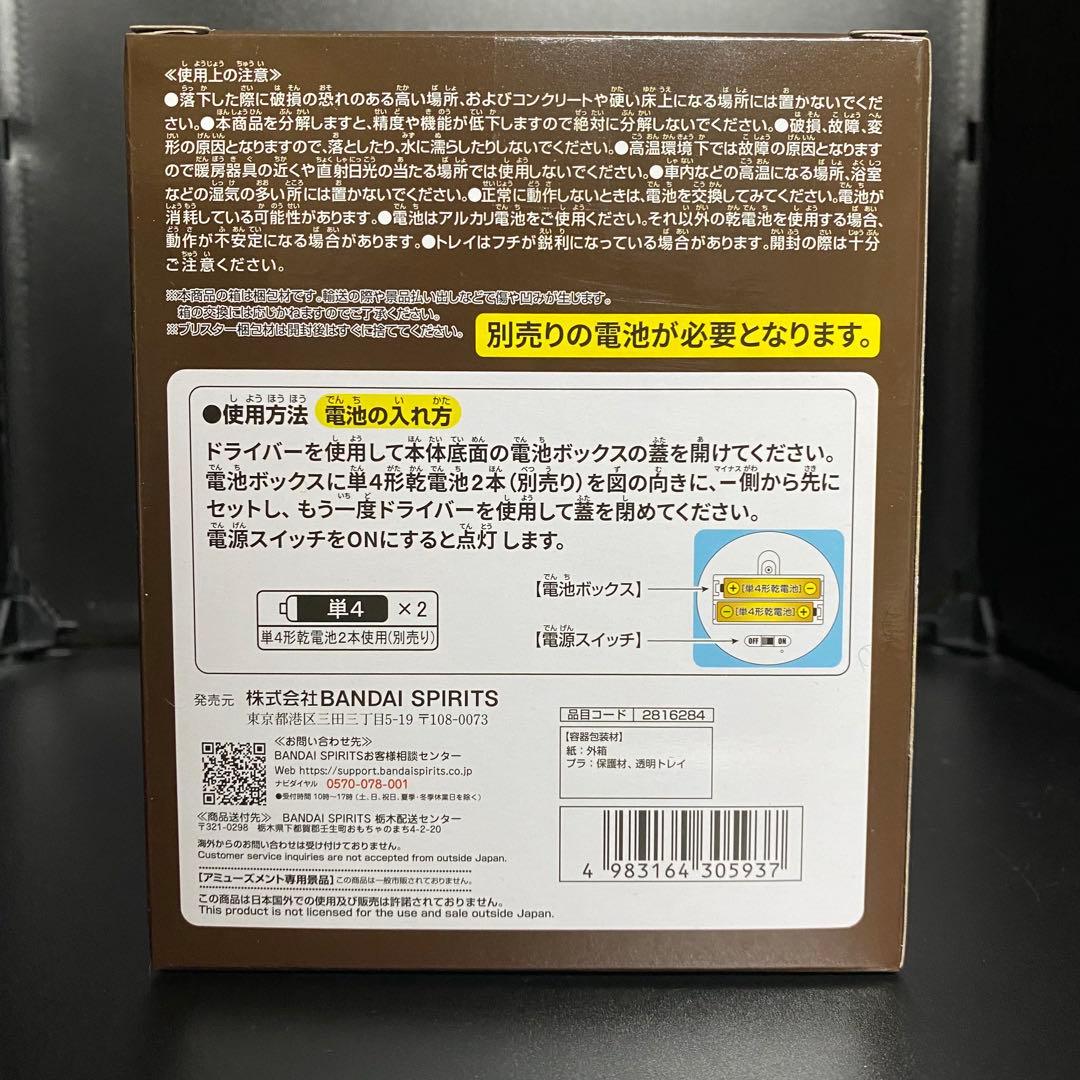 ≪使用上の注意≫
●落下した際に破損の恐れのある高い場所、およびコンクリートや硬い床上になる場所には置かないでくだ
さい。●本商品を分解しますと、精度や機能が低下しますので絶対に分解しないでください。●破損、故障、変
形の原因となりますので、落としたり、水に濡らしたりしないでください。●高温環境下では故障の原因となります
ので暖房器具の近くや直射日光の当たる場所では使用しないでください。●車内などの高温になる場所、浴室
などの湿気の多い所には置かないでください。●正常に動作しないときは、電池を交換してみてください。電池が
消耗している可能性があります。●電池はアルカリ電池をご使用ください。それ以外の乾電池を使用する場合、
動作が不安定になる場合があります。●トレイはフチが鋭利になっている場合があります。開封の際は十分
ご注意ください。
※本商品の箱は梱包材です。輸送の際や景品払い出しなどで傷や凹みが生じます。
箱の交換には応じかねますのでご了承ください。
※ブリスター梱包材は開封後はすぐに捨ててください。
別売りの電池が必要となります。
●使用方法 電池の入れ方
ドライバーを使用して本体底面の電池ボックスの蓋を開けてください。
電池ボックスに単4形乾電池2本(別売り)を図の向きに、ー側から先に
セットし、もう一度ドライバーを使用して蓋を閉めてください。
電源スイッチをONにすると点灯します。
【電池ボックス】
⊕[単4形乾電池]⊖
⊖[単4形乾電池]⊕
【電源スイッチ】
OFF ON
単4 ×2
単4形乾電池2本使用(別売り)
発売元 株式会社BANDAI SPIRITS
東京都港区三田三丁目5-19 〒108-0073
≪お問い合わせ先≫
BANDAI SPIRITSお客様相談センター
Web https://support.bandaispirits.co.jp
ナビダイヤル 0570-078-001
●受付時間 10時～17時(土、日、祝日、夏季・冬季休業日を除く)
≪商品送付先≫ BANDAI SPIRITS 栃木配送センター
〒321-0298 栃木県下都賀郡壬生町おもちゃのまち4-2-20
海外からのお問い合わせは受け付けておりません。
Customer service inquiries are not accepted from outside Japan.
[アミューズメント専用景品] この商品は一般市販されておりません。
この商品は日本国外での使用及び販売は許諾されておりません。
This product is not licensed for the use and sale outside Japan.
品目コード 2816284
【容器包装材】
紙：外箱
プラ：保護材、透明トレイ
4 983164 305937